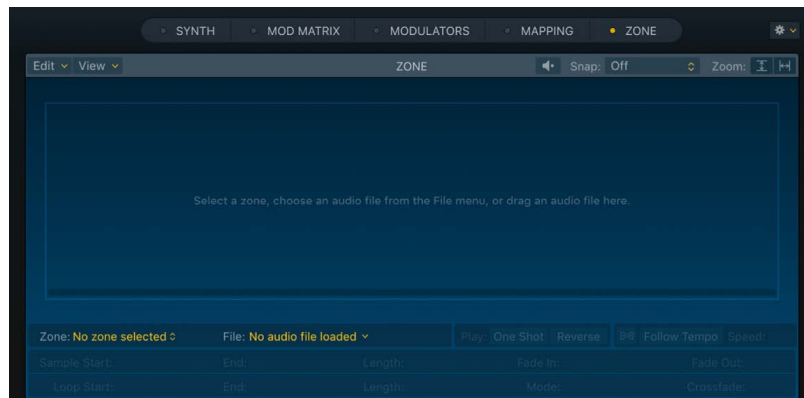 SYNTH MOD MATRIX MODULATORS MAPPING ZONE
Edit View ZONE Snap: Off Zoom:
Select a zone, choose an audio file from the File menu, or drag an audio file here.
Zone: No zone selected File: No audio file loaded Play: One Shot Reverse Follow Tempo Speed:
Sample Start: End: Length: Fade In: Fade Out:
Loop Start: End: Length: Mode: Crossfade: